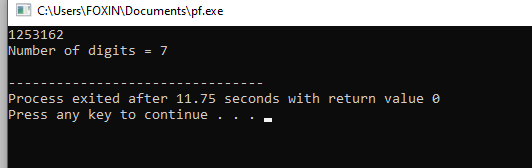 C:\Users\FOXIN\Documents\pf.exe
1253162
Number of digits = 7
--------------------------------
Process exited after 11.75 seconds with return value 0
Press any key to continue . . .